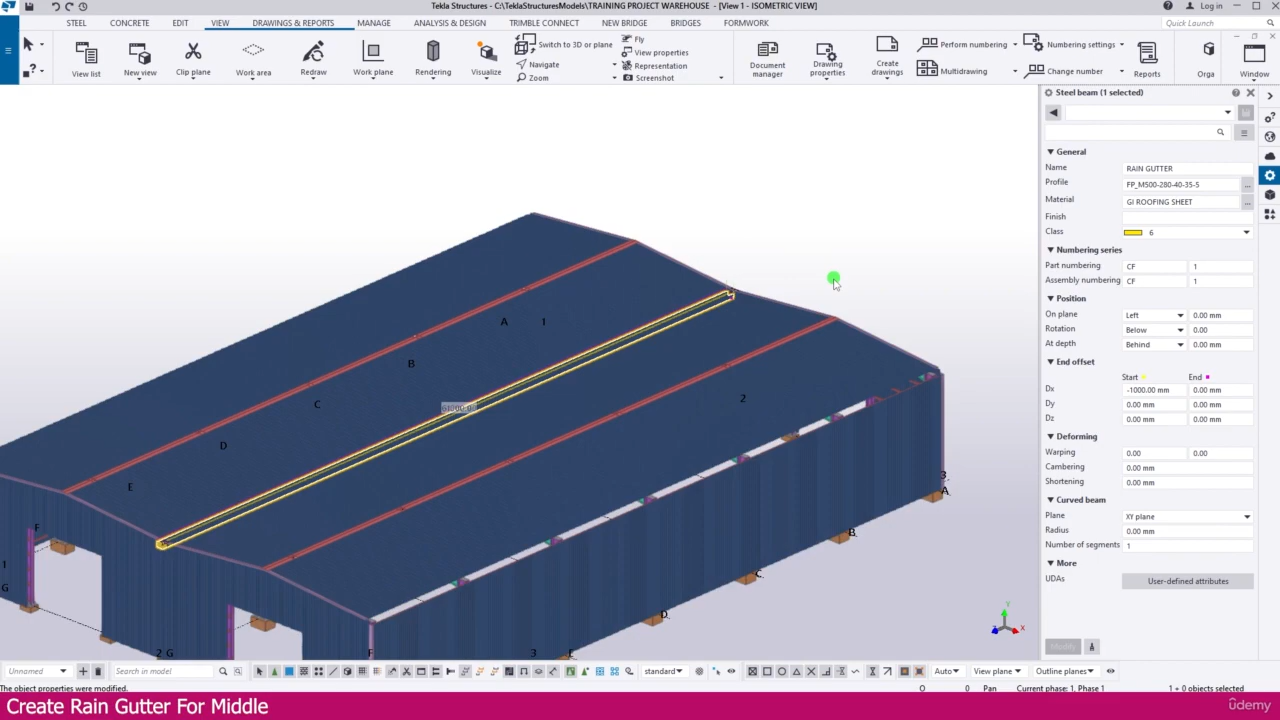 Tekla Structures - C:\TeklaStructuresModels\TRAINING PROJECT WAREHOUSE - [View 1 - ISOMETRIC VIEW]
Log in
STEEL CONCRETE EDIT VIEW DRAWINGS & REPORTS MANAGE ANALYSIS & DESIGN TRIMBLE CONNECT NEW BRIDGE BRIDGES FORMWORK
Quick Launch
View list
New view
Clip plane
Work area
Redraw
Work plane
Rendering
Visualize
Switch to 3D or plane
Navigate
Zoom
Fly
View properties
Representation
Screenshot
Document manager
Drawing properties
Create drawings
Perform numbering
Multidrawing
Numbering settings
Change number
Reports
Orga
Window
Steel beam (1 selected)
General
Name RAIN GUTTER
Profile FP_M500-280-40-35-5 ...
Material GI ROOFING SHEET ...
Finish
Class 6
Numbering series
Part numbering CF 1
Assembly numbering CF 1
Position
On plane Left 0.00 mm
Rotation Below 0.00
At depth Behind 0.00 mm
End offset
Start End
Dx -1000.00 mm 0.00 mm
Dy 0.00 mm 0.00 mm
Dz 0.00 mm 0.00 mm
Deforming
Warping 0.00 0.00
Cambering 0.00 mm
Shortening 0.00 mm
Curved beam
Plane XY plane
Radius 0.00 mm
Number of segments 1
More
UDAs User-defined attributes
Modify
A 1
B
C
2
D
E
F
1
G
3
A
B
C
D
E
2 G
F
3
Y
X
Z
Unnamed
Search in model
standard
Auto
View plane
Outline planes
The object properties were modified.
O 0 Pan Current phase: 1, Phase 1 1 + 0 objects selected
Create Rain Gutter For Middle
ûdemy